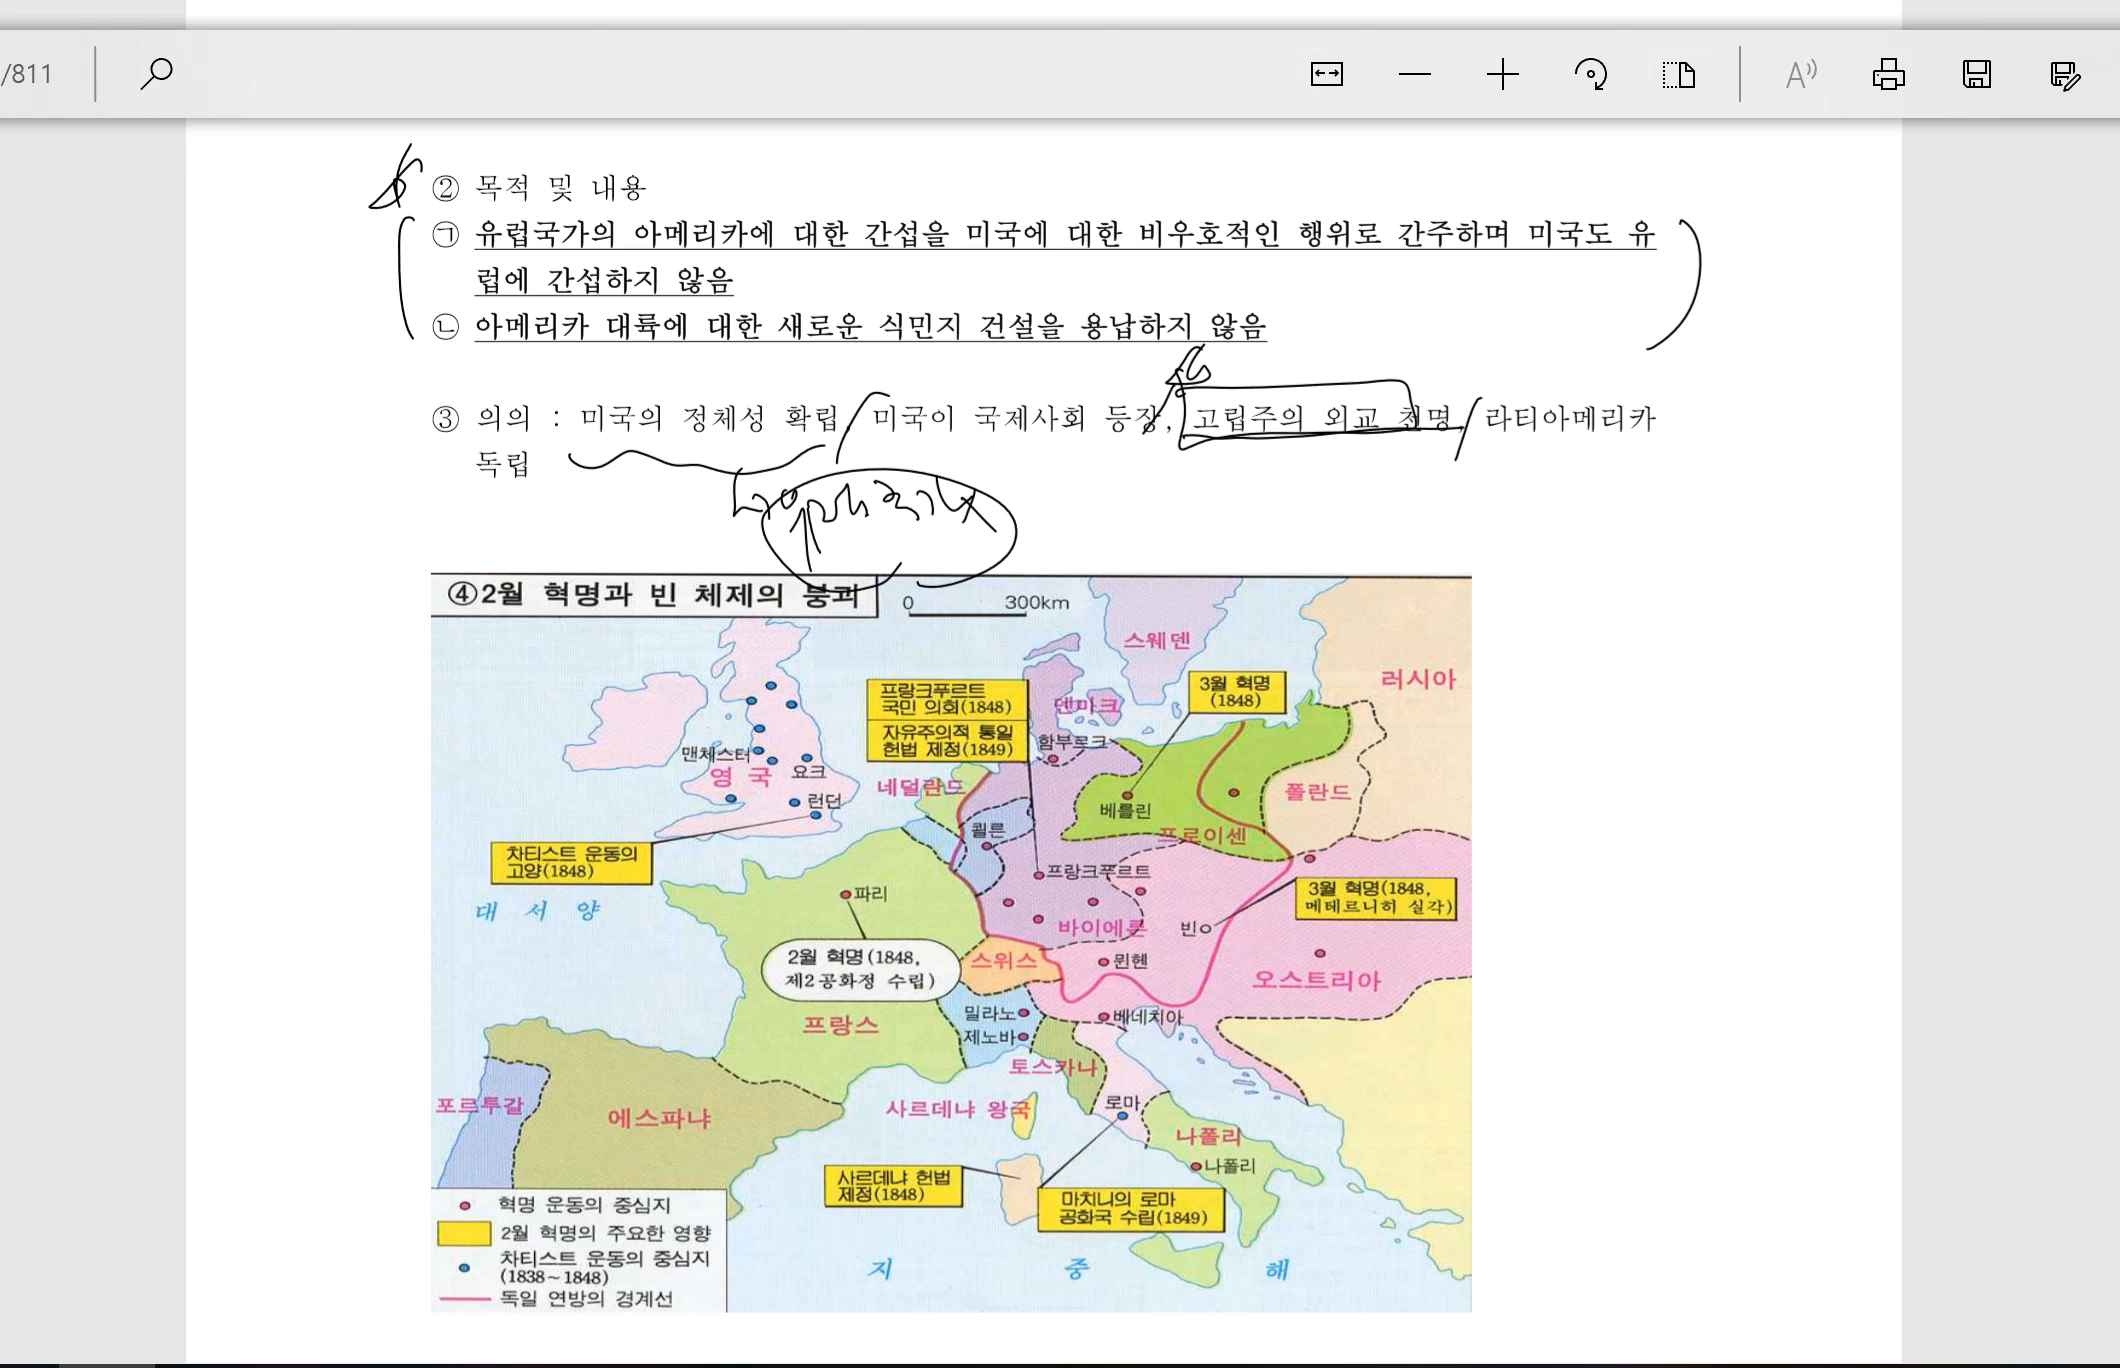 /811
② 목적 및 내용
㉠ 유럽국가의 아메리카에 대한 간섭을 미국에 대한 비우호적인 행위로 간주하며 미국도 유
럽에 간섭하지 않음
㉡ 아메리카 대륙에 대한 새로운 식민지 건설을 용납하지 않음
③ 의의 : 미국의 정체성 확립, 미국이 국제사회 등장, 고립주의 외교 천명, 라티아메리카
독립
④2월 혁명과 빈 체제의 붕괴
0 300km
스웨덴
러시아
프랑크푸르트
국민 의회(1848)
자유주의적 통일
헌법 제정(1849)
3월 혁명
(1848)
덴마크
함부르크
맨체스터
영 국
요크
런던
네덜란드
쾰른
베를린
프로이센
폴란드
차티스트 운동의
고양(1848)
대 서 양
파리
프랑크푸르트
3월 혁명(1848,
메테르니히 실각)
바이에른
빈
2월 혁명(1848,
제2공화정 수립)
스위스
뮌헨
오스트리아
프랑스
밀라노
제노바
베네치아
토스카나
포르투갈
에스파냐
사르데냐 왕국
로마
나폴리
나폴리
사르데냐 헌법
제정(1848)
마치니의 로마
공화국 수립(1849)
혁명 운동의 중심지
2월 혁명의 주요한 영향
차티스트 운동의 중심지
(1838~1848)
독일 연방의 경계선
지 중 해